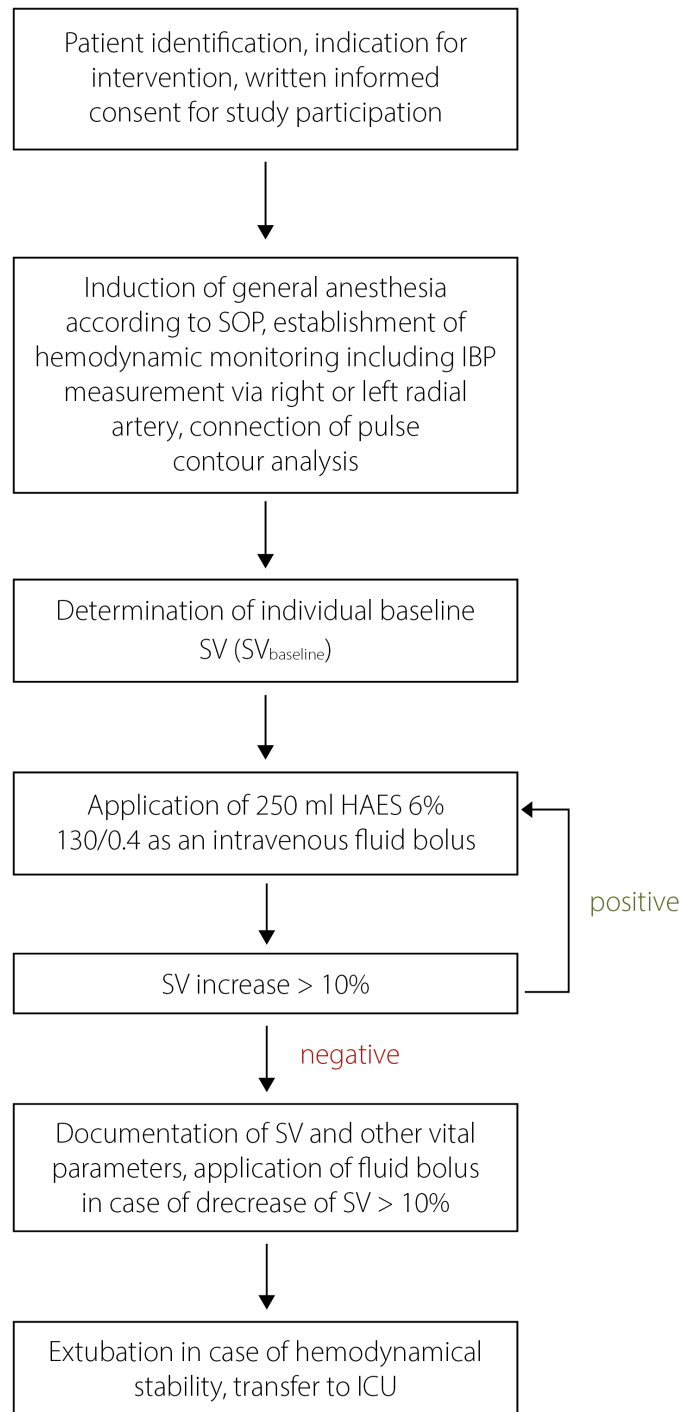 Patient identification, indication for
intervention, written informed
consent for study participation
Induction of general anesthesia
according to SOP, establishment of
hemodynamic monitoring including IBP
measurement via right or left radial
artery, connection of pulse
contour analysis
Determination of individual baseline
SV (SVbaseline)
Application of 250 ml HAES 6%
130/0.4 as an intravenous fluid bolus
positive
SV increase > 10%
negative
Documentation of SV and other vital
parameters, application of fluid bolus
in case of drecrease of SV > 10%
Extubation in case of hemodynamical
stability, transfer to ICU